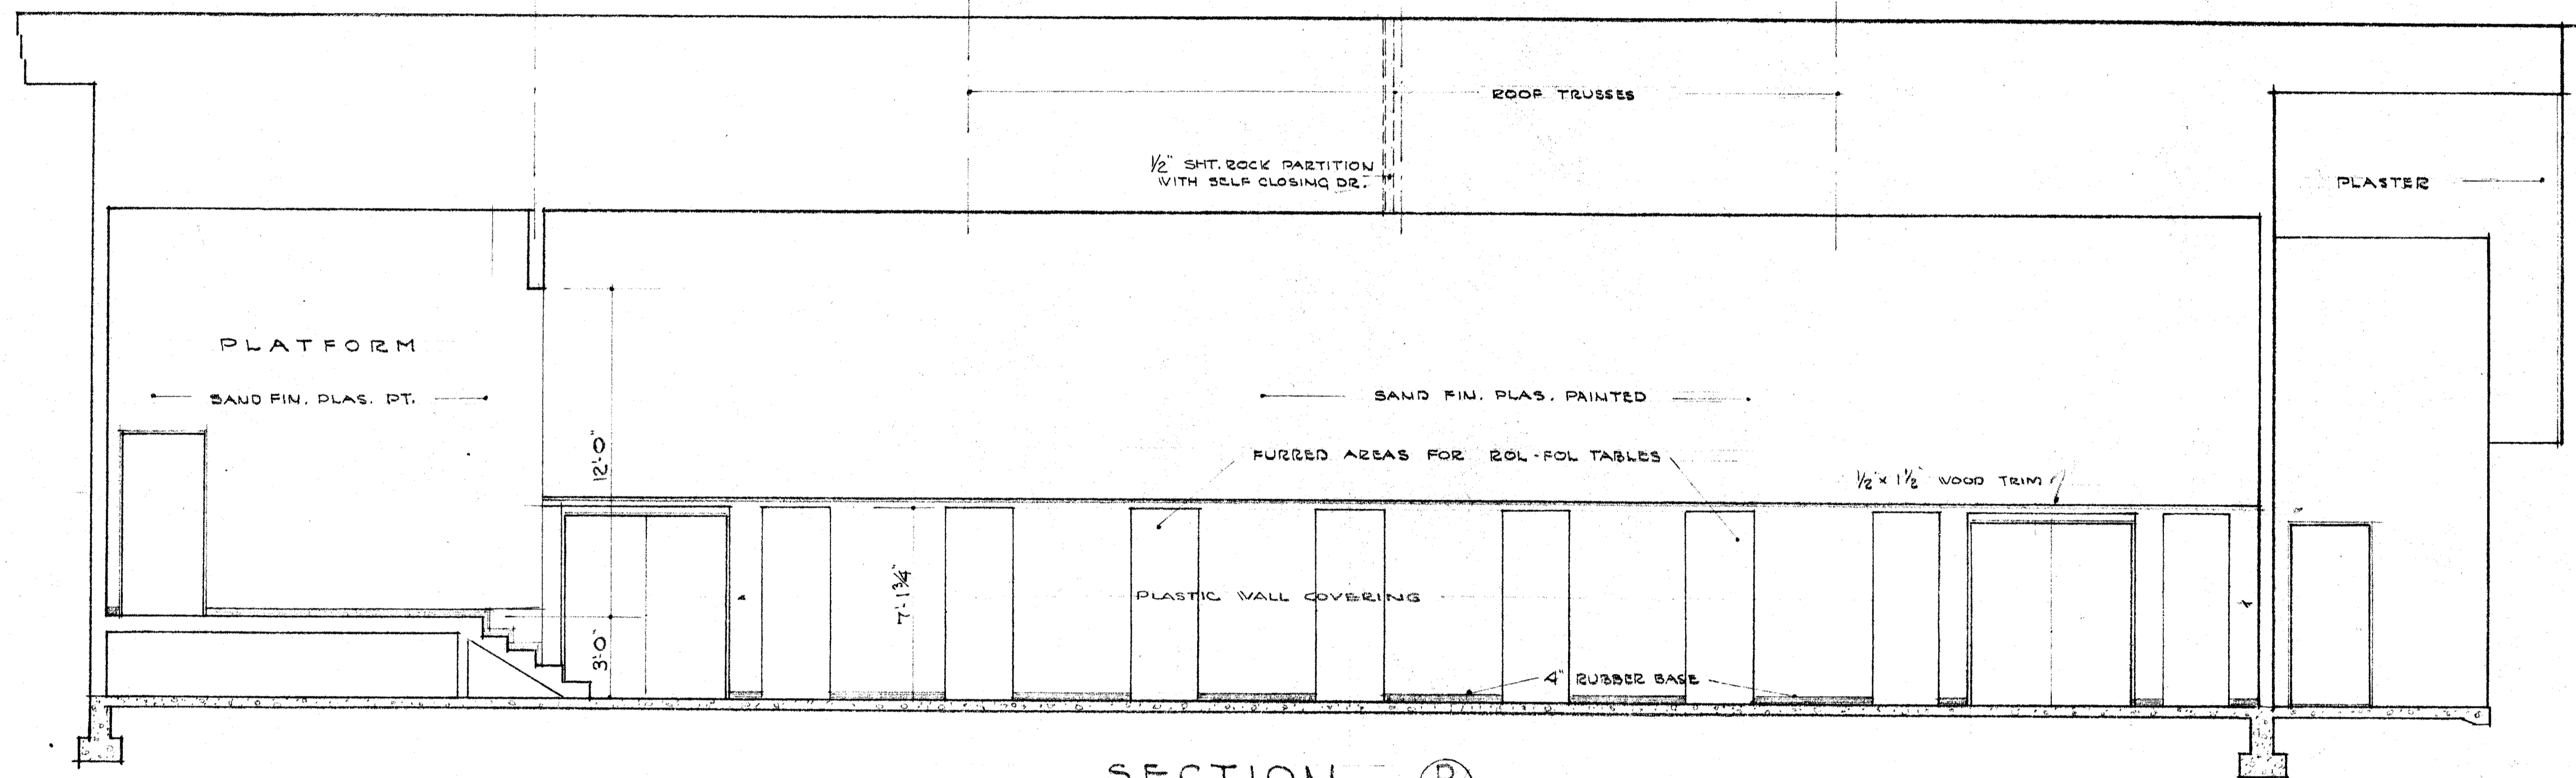 ROOF TRUSSES
1/2" SHT. ROCK PARTITION
WITH SELF CLOSING DR.
PLASTER
PLATFORM
SAND FIN. PLAS. PT.
SAND FIN. PLAS. PAINTED
12'-0"
FURRED AREAS FOR ROL-FOL TABLES
1/2" x 1 1/2" WOOD TRIM
7'-1 3/4"
PLASTIC WALL COVERING
3'-0"
4" RUBBER BASE
SECTION